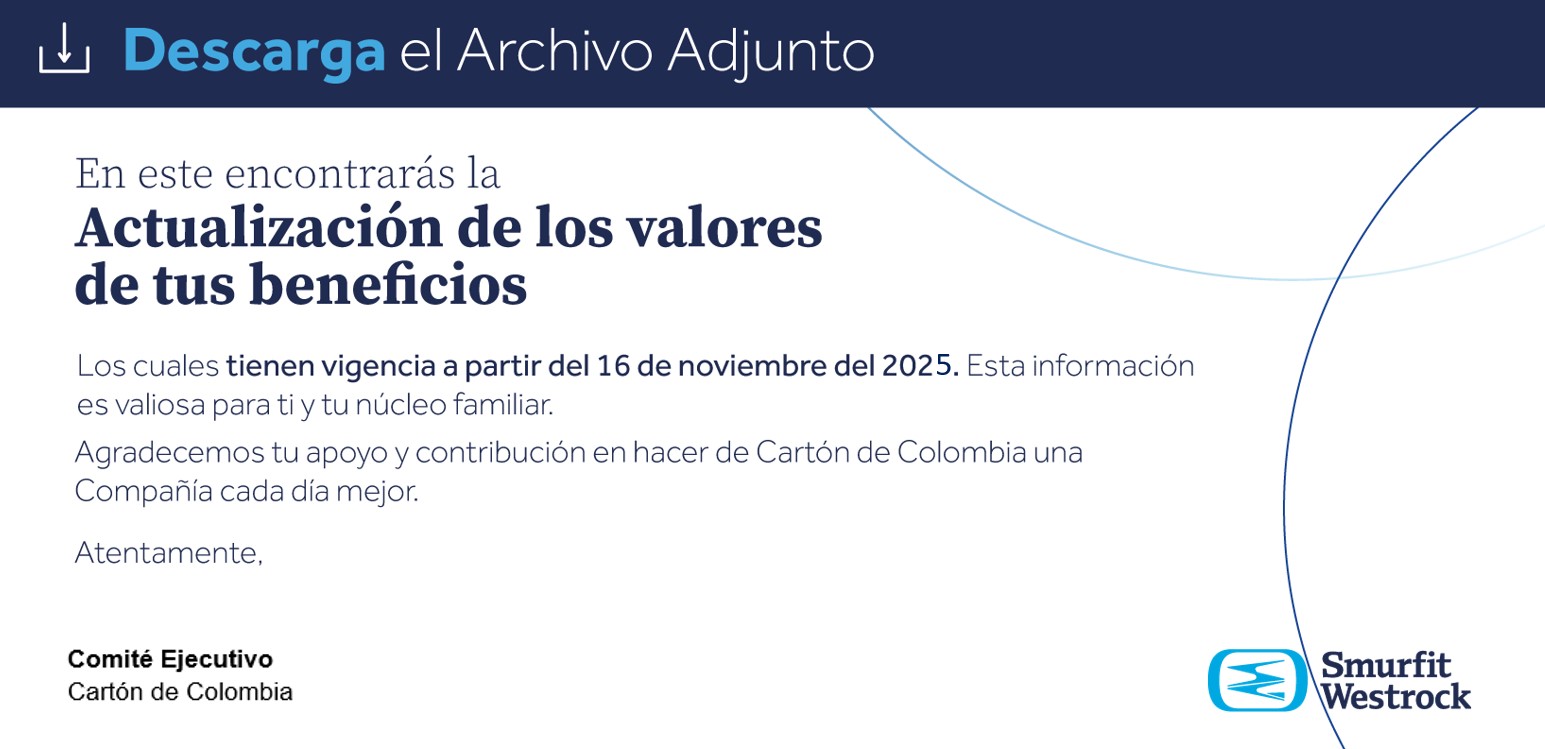 Descarga el Archivo Adjunto
En este encontrarás la
Actualización de los valores
de tus beneficios
Los cuales tienen vigencia a partir del 16 de noviembre del 2025. Esta información
es valiosa para ti y tu núcleo familiar.
Agradecemos tu apoyo y contribución en hacer de Cartón de Colombia una
Compañía cada día mejor.
Atentamente,
Comité Ejecutivo
Cartón de Colombia
Smurfit
Westrock